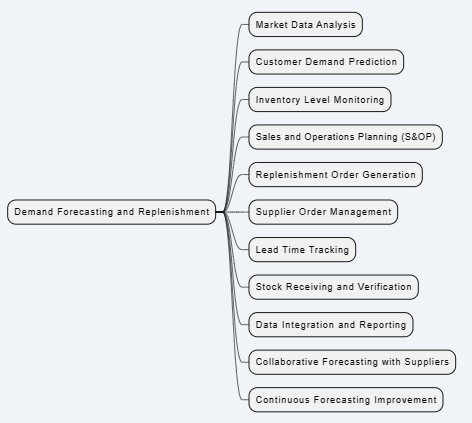 Market Data Analysis
Customer Demand Prediction
Inventory Level Monitoring
Sales and Operations Planning (S&OP)
Replenishment Order Generation
Demand Forecasting and Replenishment
Supplier Order Management
Lead Time Tracking
Stock Receiving and Verification
Data Integration and Reporting
Collaborative Forecasting with Suppliers
Continuous Forecasting Improvement